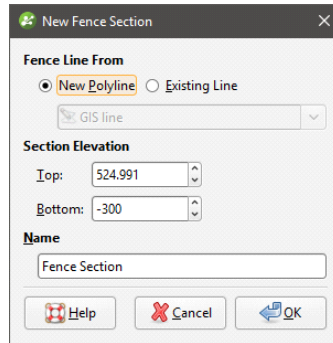 New Fence Section
Fence Line From
New Polyline Existing Line
GIS line
Section Elevation
Top: 524.991
Bottom: -300
Name
Fence Section
Help Cancel OK